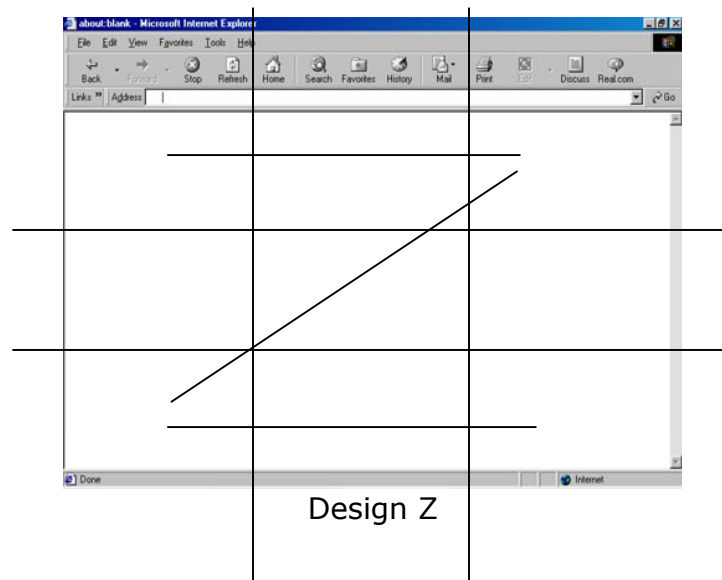 about:blank - Microsoft Internet Explorer
File Edit View Favorites Tools Help
Back Forward Stop Refresh Home Search Favorites History Mail Print Edit Discuss Real.com
Links » Address Go
Done Internet
Design Z